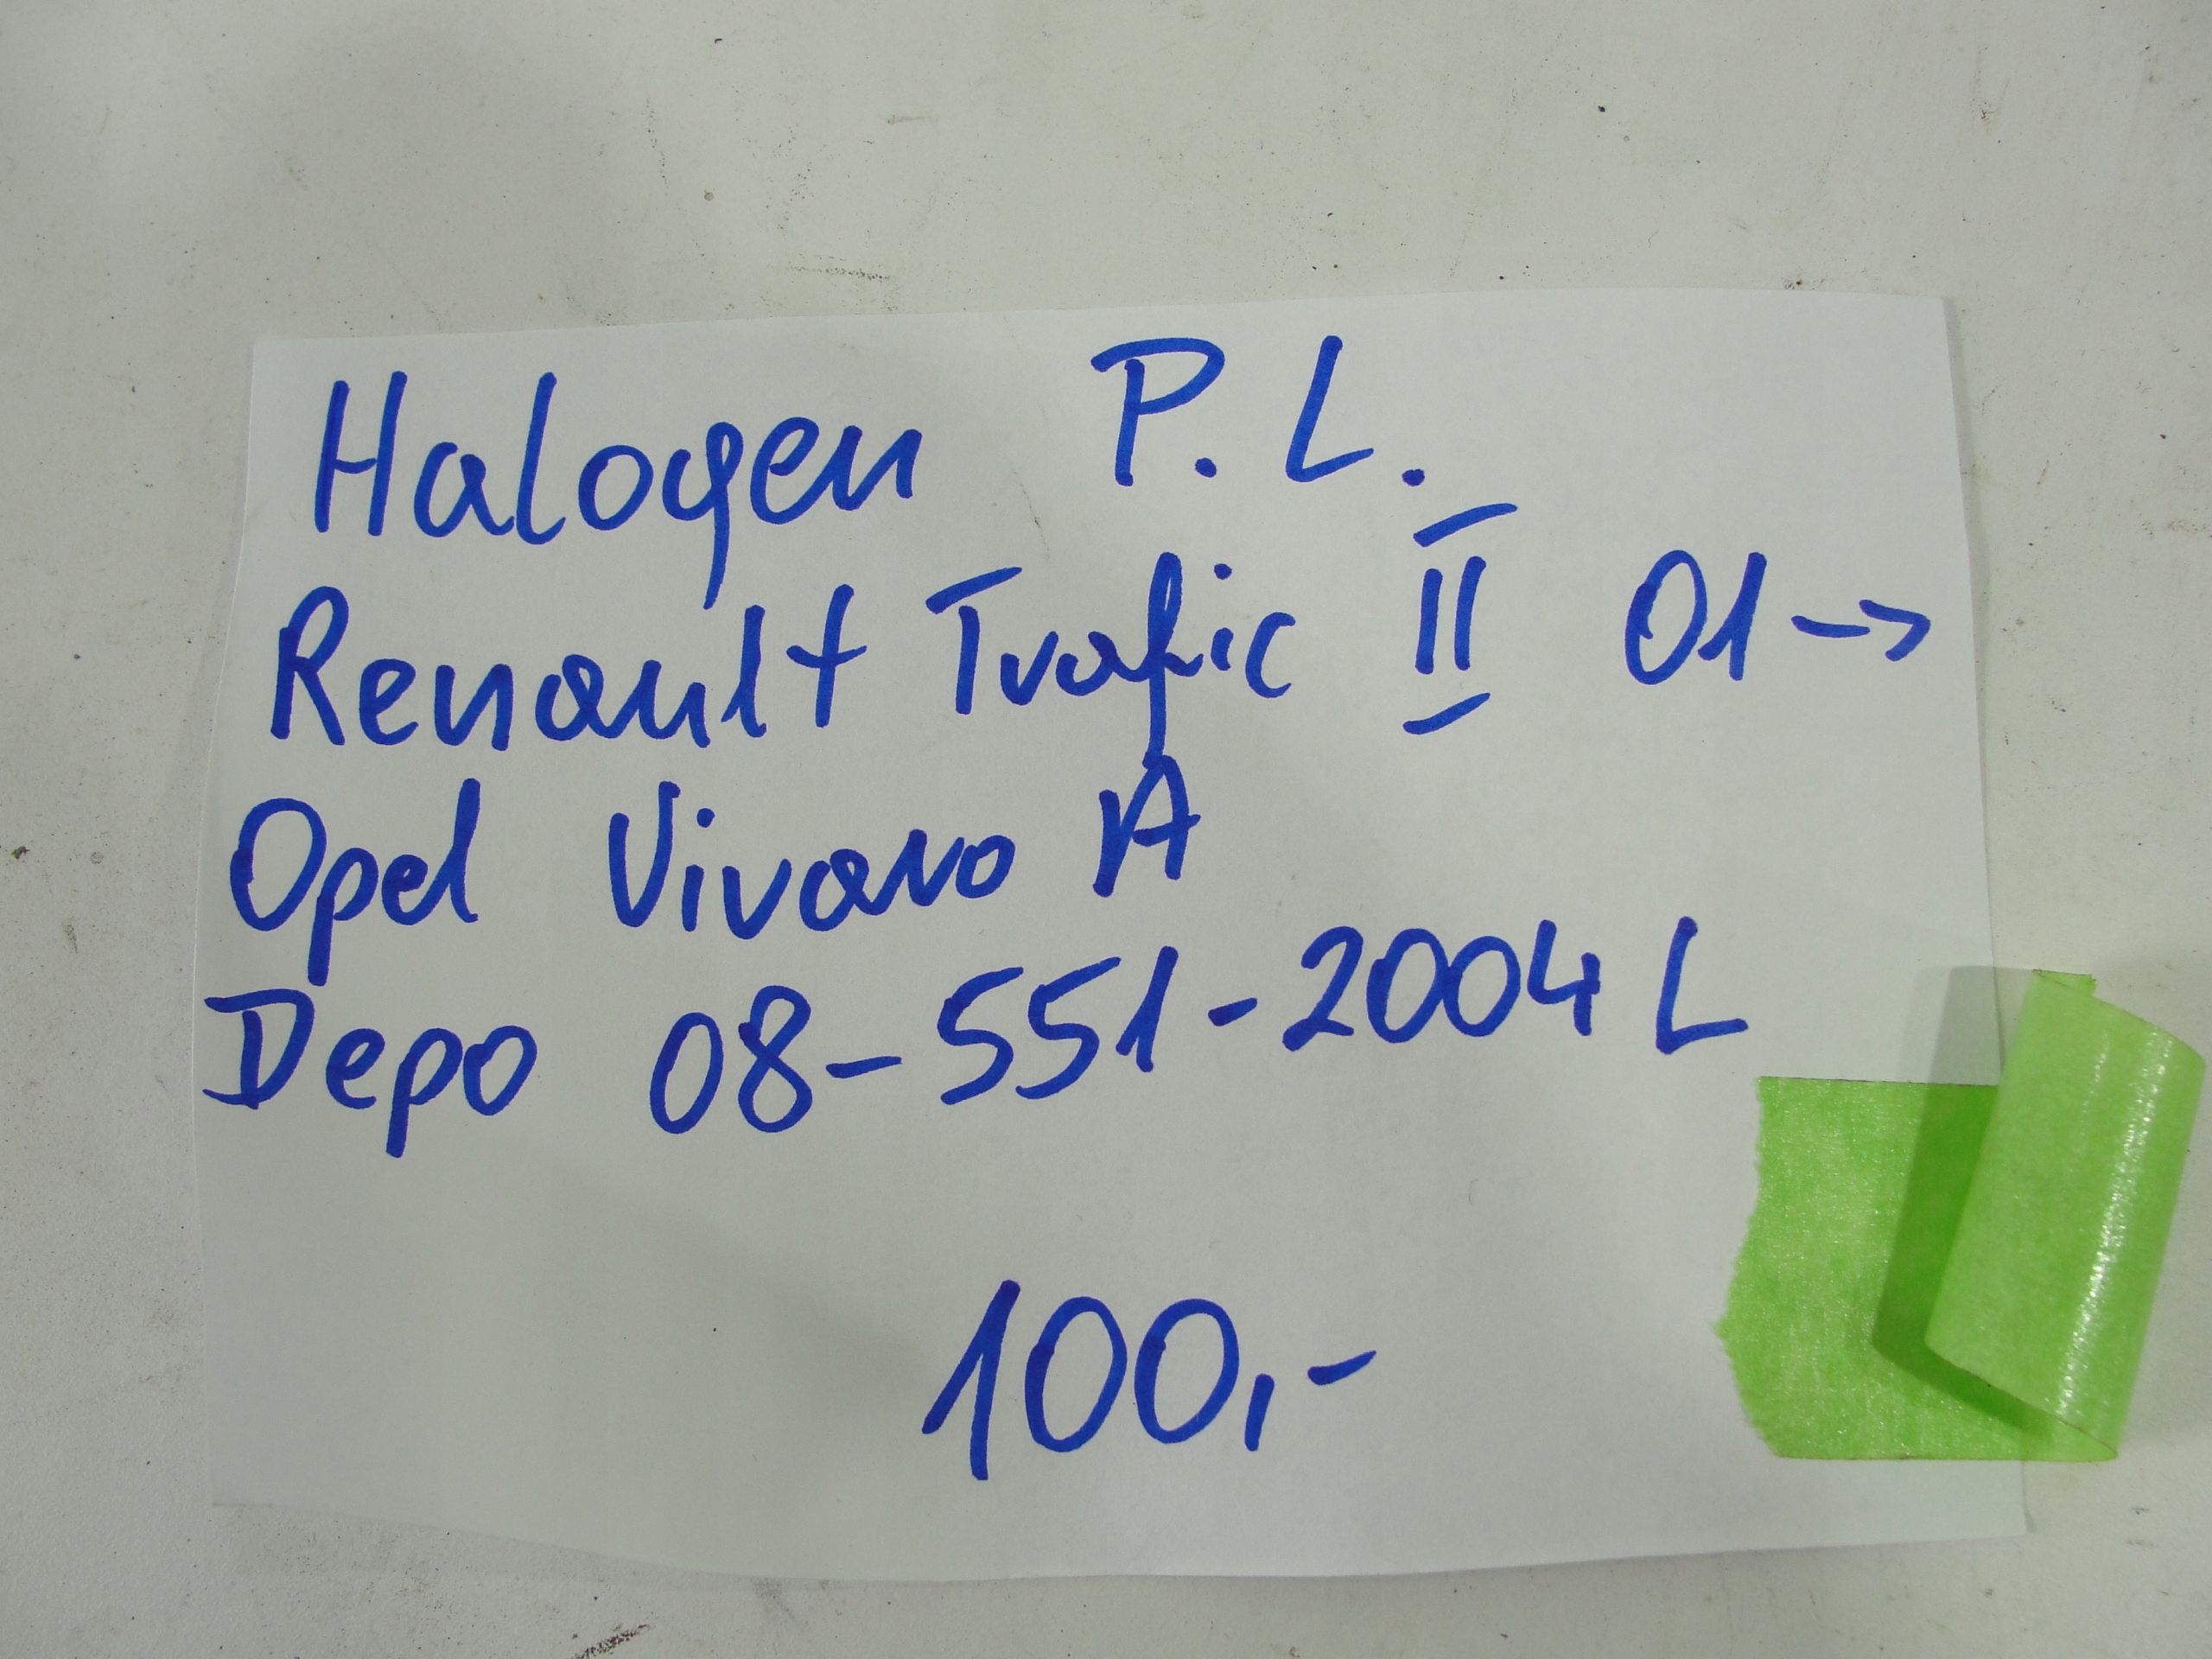 Halogen P.L.
Renault Trafic II 01->
Opel Vivaro A
Depo 08-551-2004 L
100,-